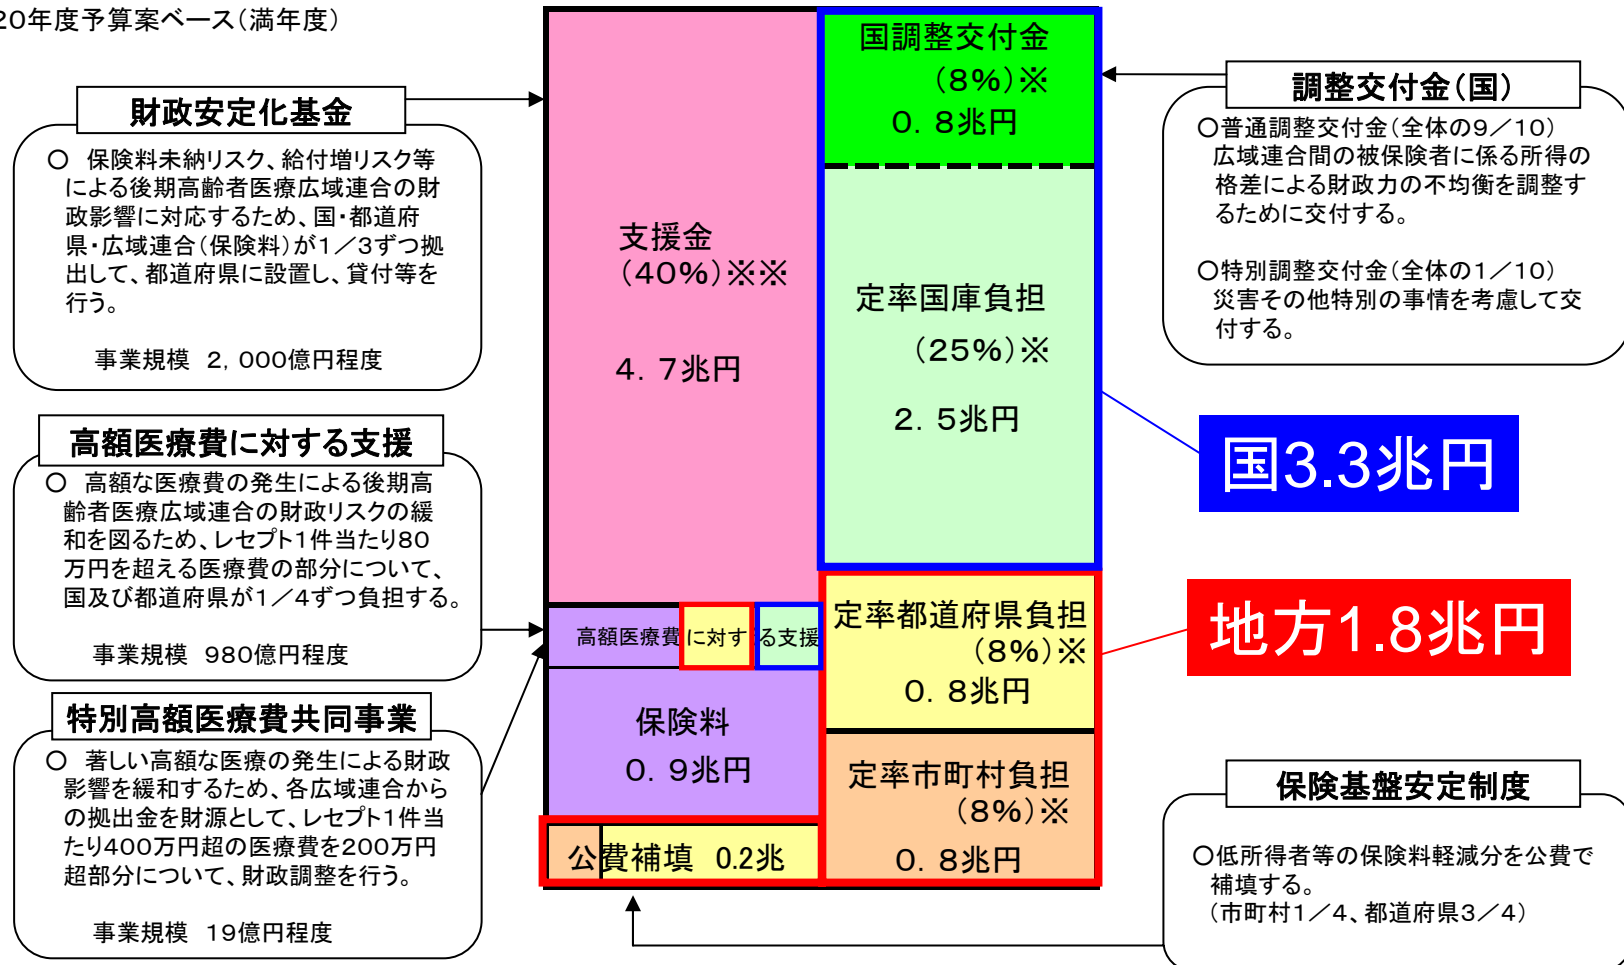 20年度予算案ベース(満年度)
財政安定化基金
○ 保険料未納リスク、給付増リスク等
による後期高齢者医療広域連合の財
政影響に対応するため、国・都道府
県・広域連合(保険料)が1/3ずつ拠
出して、都道府県に設置し、貸付等を
行う。
事業規模 2,000億円程度
高額医療費に対する支援
○ 高額な医療費の発生による後期高
齢者医療広域連合の財政リスクの緩
和を図るため、レセプト1件当たり80
万円を超える医療費の部分について、
国及び都道府県が1/4ずつ負担する。
事業規模 980億円程度
特別高額医療費共同事業
○ 著しい高額な医療の発生による財政
影響を緩和するため、各広域連合から
の拠出金を財源として、レセプト1件当
たり400万円超の医療費を200万円
超部分について、財政調整を行う。
事業規模 19億円程度
支援金
(40%)※※
4.7兆円
高額医療費に対する支援
保険料
0.9兆円
公費補填 0.2兆
国調整交付金
(8%)※
0.8兆円
定率国庫負担
(25%)※
2.5兆円
定率都道府県負担
(8%)※
0.8兆円
定率市町村負担
(8%)※
0.8兆円
調整交付金(国)
○普通調整交付金(全体の9/10)
広域連合間の被保険者に係る所得の
格差による財政力の不均衡を調整す
るために交付する。
○特別調整交付金(全体の1/10)
災害その他特別の事情を考慮して交
付する。
国3.3兆円
地方1.8兆円
保険基盤安定制度
○低所得者等の保険料軽減分を公費で
補填する。
(市町村1/4、都道府県3/4)